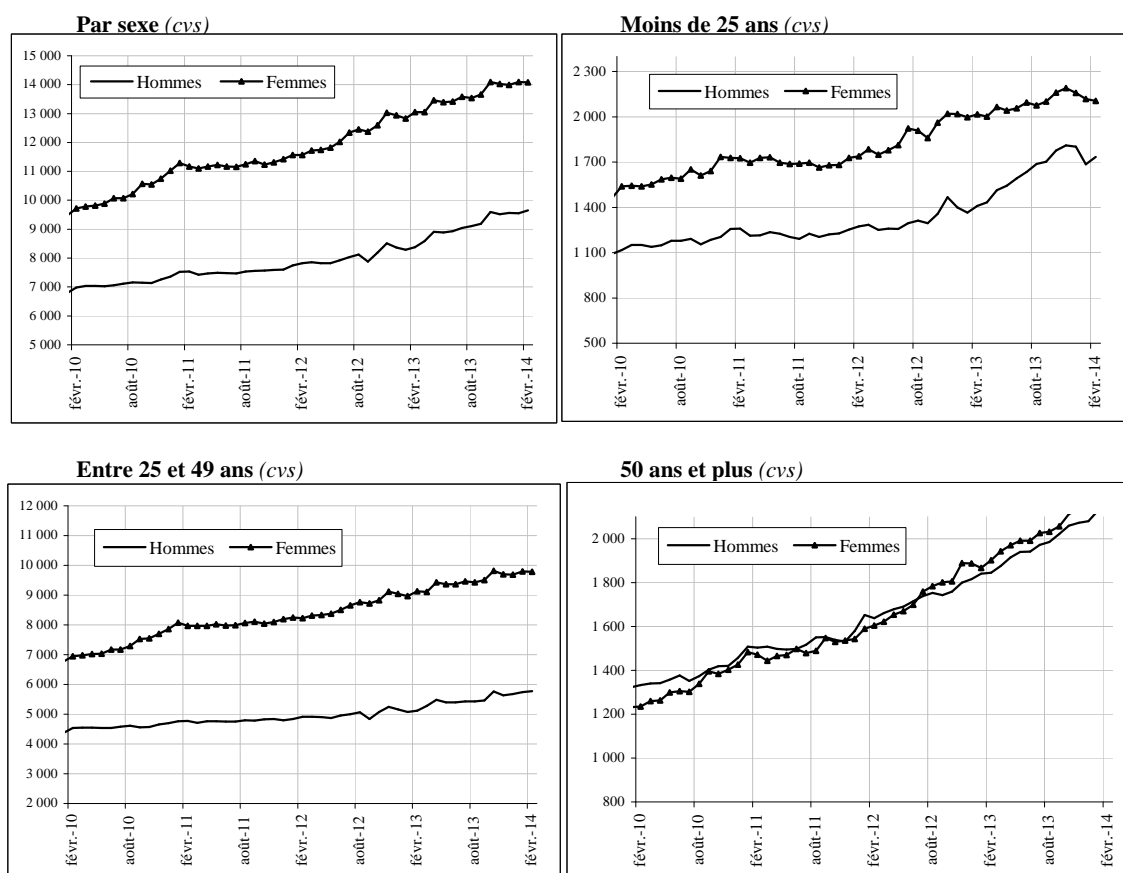 Par sexe (cvs)
15 000
14 000
13 000
12 000
11 000
10 000
9 000
8 000
7 000
6 000
5 000
Hommes
Femmes
févr.-10
août-10
févr.-11
août-11
févr.-12
août-12
févr.-13
août-13
févr.-14
Moins de 25 ans (cvs)
2 300
2 000
1 700
1 400
1 100
800
500
Hommes
Femmes
févr.-10
août-10
févr.-11
août-11
févr.-12
août-12
févr.-13
août-13
févr.-14
Entre 25 et 49 ans (cvs)
12 000
11 000
10 000
9 000
8 000
7 000
6 000
5 000
4 000
3 000
2 000
Hommes
Femmes
févr.-10
août-10
févr.-11
août-11
févr.-12
août-12
févr.-13
août-13
févr.-14
50 ans et plus (cvs)
2 000
1 800
1 600
1 400
1 200
1 000
800
Hommes
Femmes
févr.-10
août-10
févr.-11
août-11
févr.-12
août-12
févr.-13
août-13
févr.-14